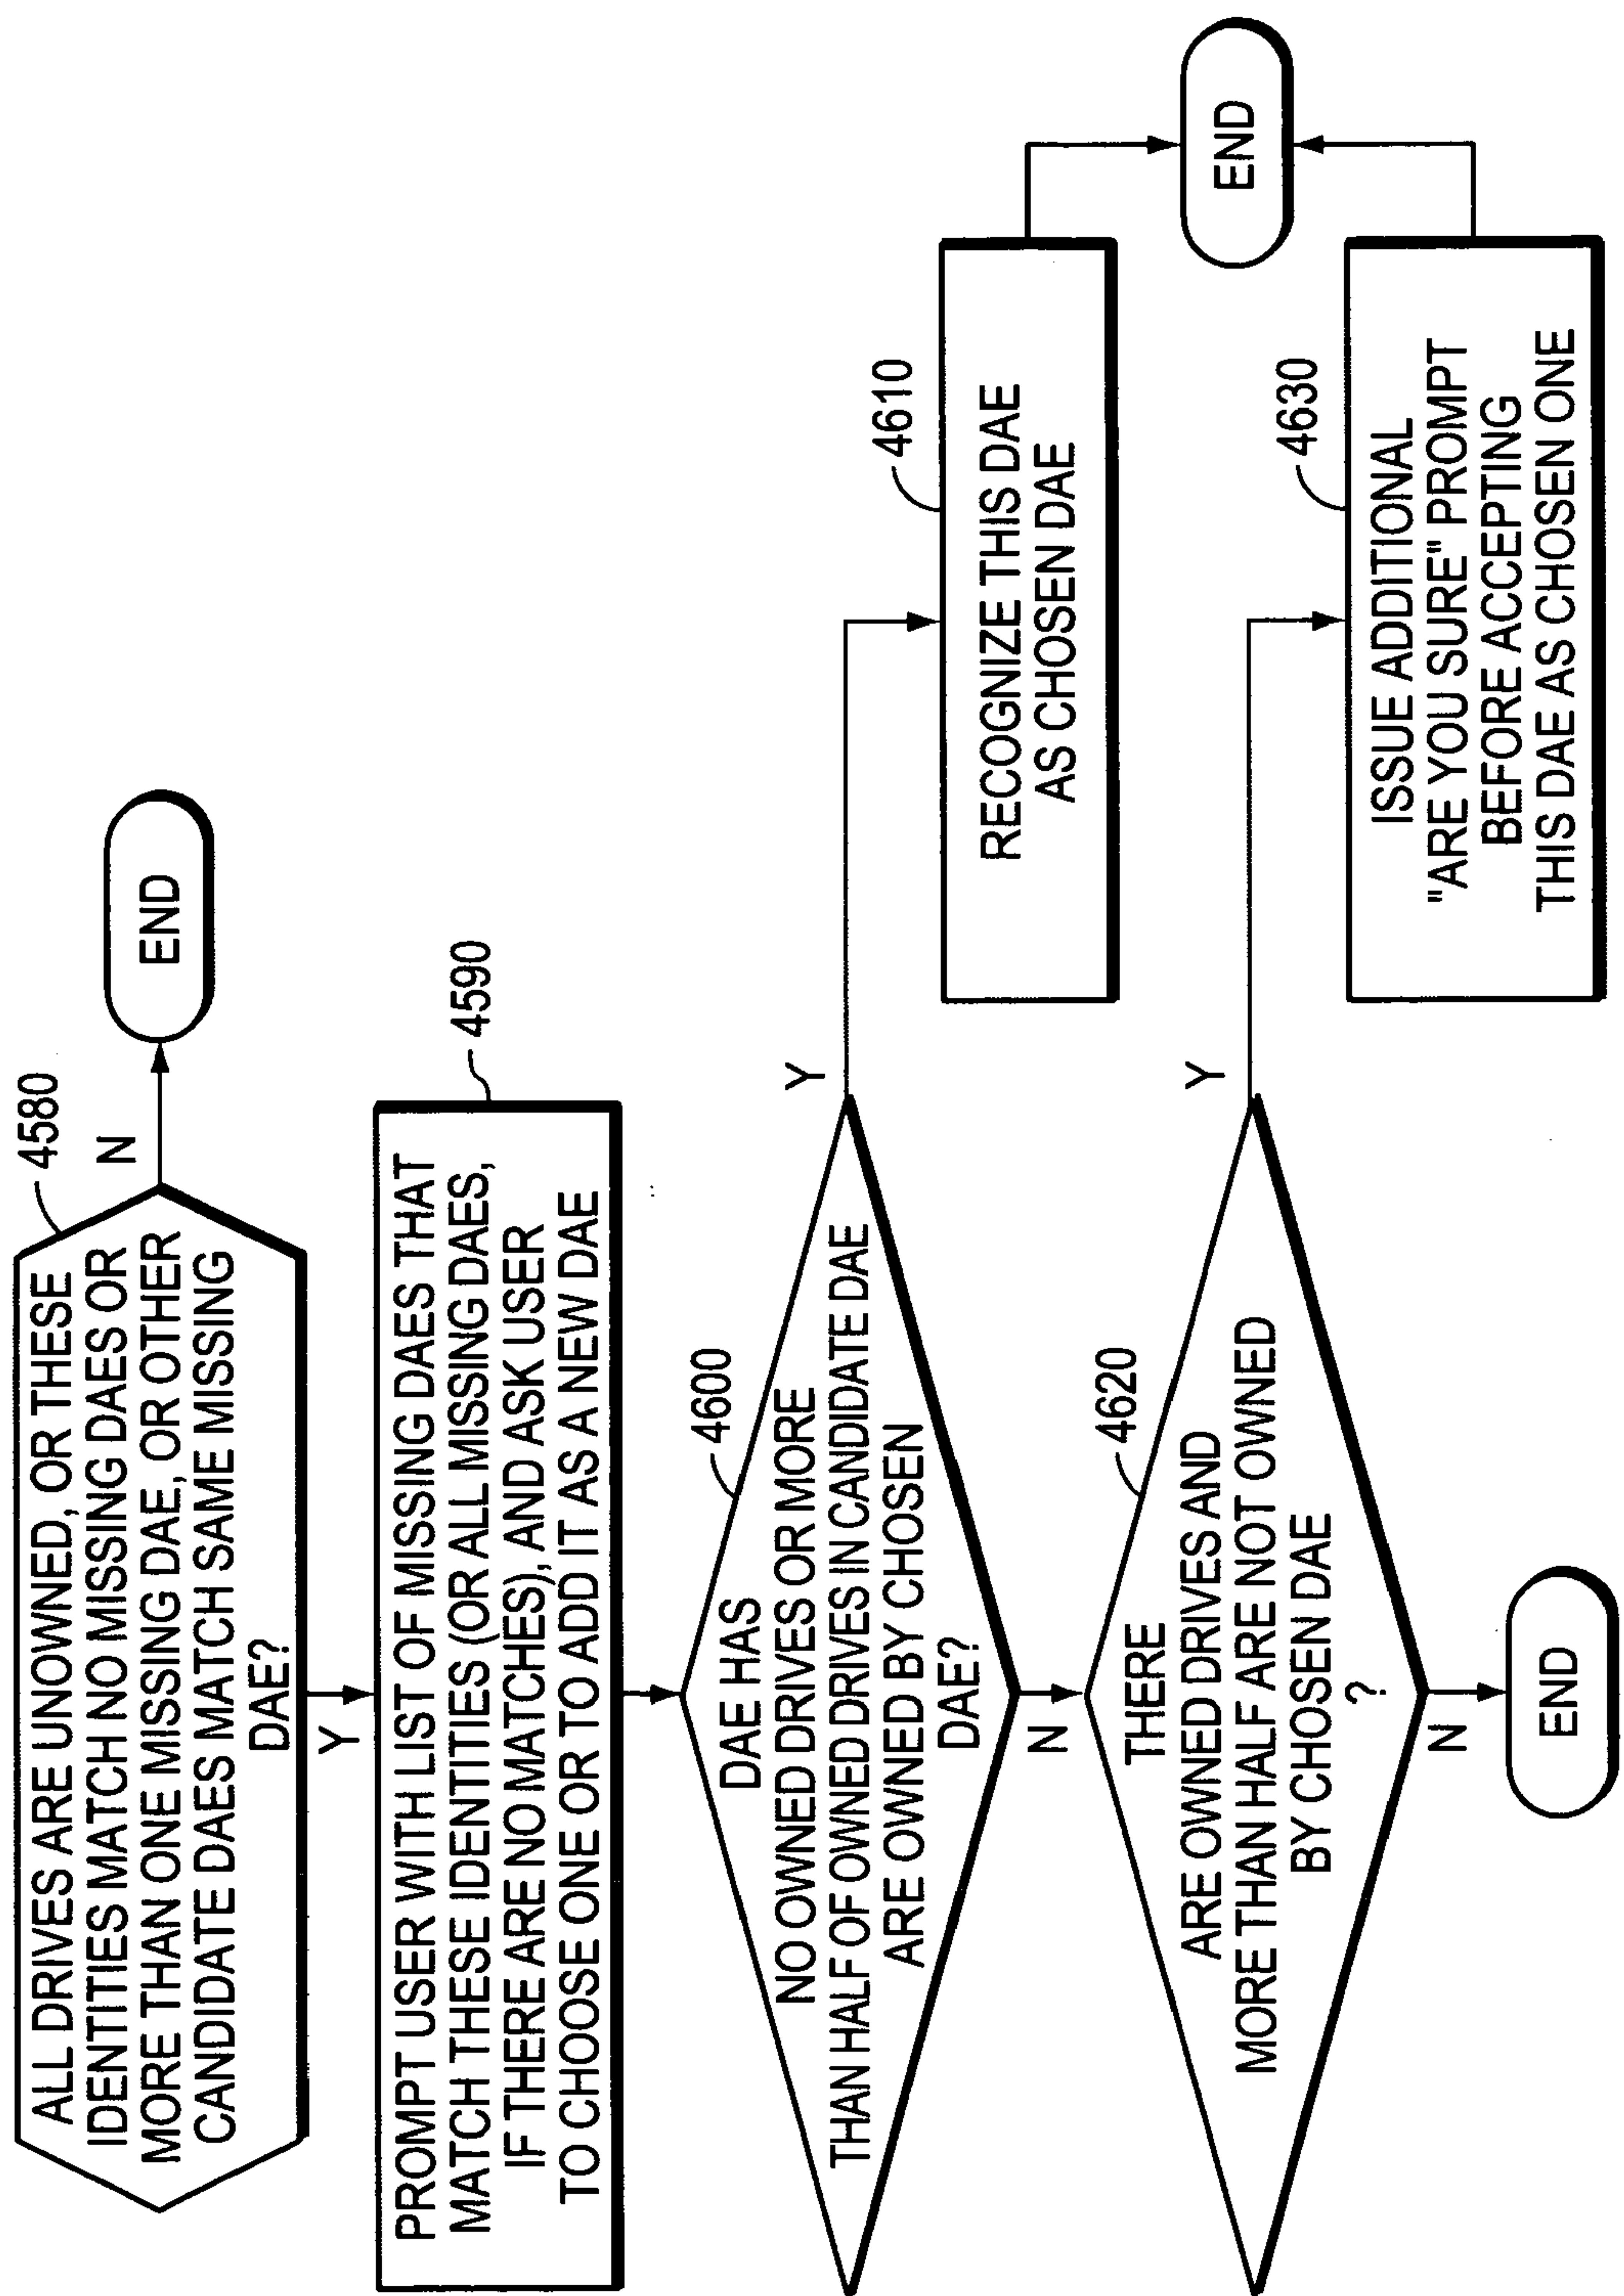 4580
ALL DRIVES ARE UNOWNED, OR THESE
IDENTITIES MATCH NO MISSING DAES OR
MORE THAN ONE MISSING DAE, OR OTHER
CANDIDATE DAES MATCH SAME MISSING
DAE?
N
END
Y
4590
PROMPT USER WITH LIST OF MISSING DAES THAT
MATCH THESE IDENTITIES (OR ALL MISSING DAES,
IF THERE ARE NO MATCHES), AND ASK USER
TO CHOOSE ONE OR TO ADD IT AS A NEW DAE
4600
DAE HAS
NO OWNED DRIVES OR MORE
THAN HALF OF OWNED DRIVES IN CANDIDATE DAE
ARE OWNED BY CHOSEN
DAE?
Y
4610
RECOGNIZE THIS DAE
AS CHOSEN DAE
END
N
4620
THERE
ARE OWNED DRIVES AND
MORE THAN HALF ARE NOT OWNED
BY CHOSEN DAE
?
Y
4630
ISSUE ADDITIONAL
"ARE YOU SURE" PROMPT
BEFORE ACCEPTING
THIS DAE AS CHOSEN ONE
N
END